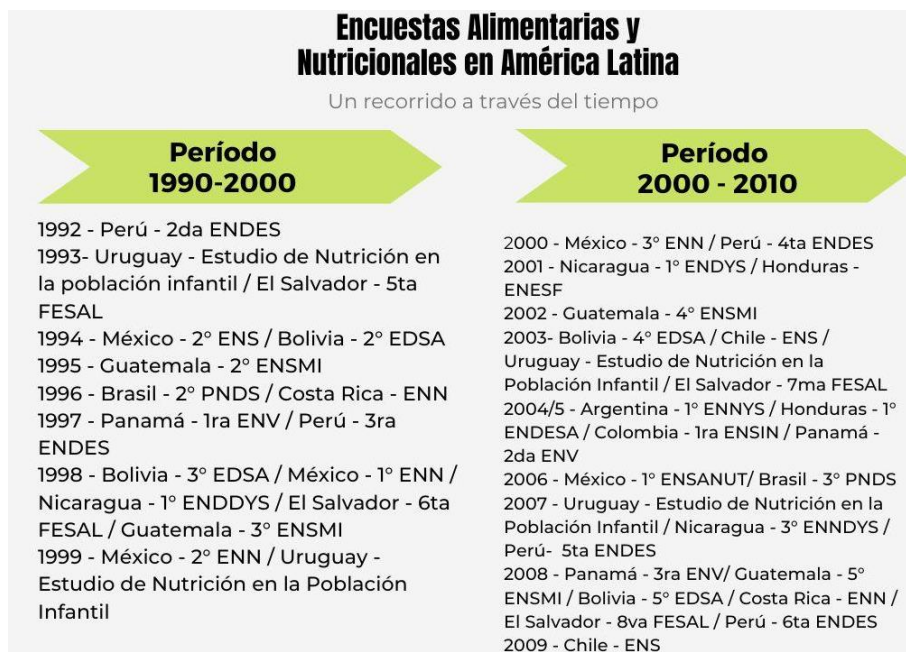 Encuestas Alimentarias y
Nutricionales en América Latina
Un recorrido a través del tiempo
Período
1990-2000
1992 - Perú - 2da ENDES
1993- Uruguay - Estudio de Nutrición en
la población infantil / El Salvador - 5ta
FESAL
1994 - México - 2° ENS / Bolivia - 2° EDSA
1995 - Guatemala - 2° ENSMI
1996 - Brasil - 2° PNDS / Costa Rica - ENN
1997 - Panamá - 1ra ENV / Perú - 3ra
ENDES
1998 - Bolivia - 3° EDSA / México - 1° ENN /
Nicaragua - 1° ENDDYS / El Salvador - 6ta
FESAL / Guatemala - 3° ENSMI
1999 - México - 2° ENN / Uruguay -
Estudio de Nutrición en la Población
Infantil
Período
2000 - 2010
2000 - México - 3° ENN / Perú - 4ta ENDES
2001 - Nicaragua - 1° ENDYS / Honduras -
ENESF
2002 - Guatemala - 4° ENSMI
2003- Bolivia - 4° EDSA / Chile - ENS /
Uruguay - Estudio de Nutrición en la
Población Infantil / El Salvador - 7ma FESAL
2004/5 - Argentina - 1° ENNYS / Honduras - 1°
ENDESA / Colombia - 1ra ENSIN / Panamá -
2da ENV
2006 - México - 1° ENSANUT/ Brasil - 3° PNDS
2007 - Uruguay - Estudio de Nutrición en la
Población Infantil / Nicaragua - 3° ENNDYS /
Perú-  5ta ENDES
2008 - Panamá - 3ra ENV/ Guatemala - 5°
ENSMI / Bolivia - 5° EDSA / Costa Rica - ENN /
El Salvador - 8va FESAL / Perú - 6ta ENDES
2009 - Chile - ENS